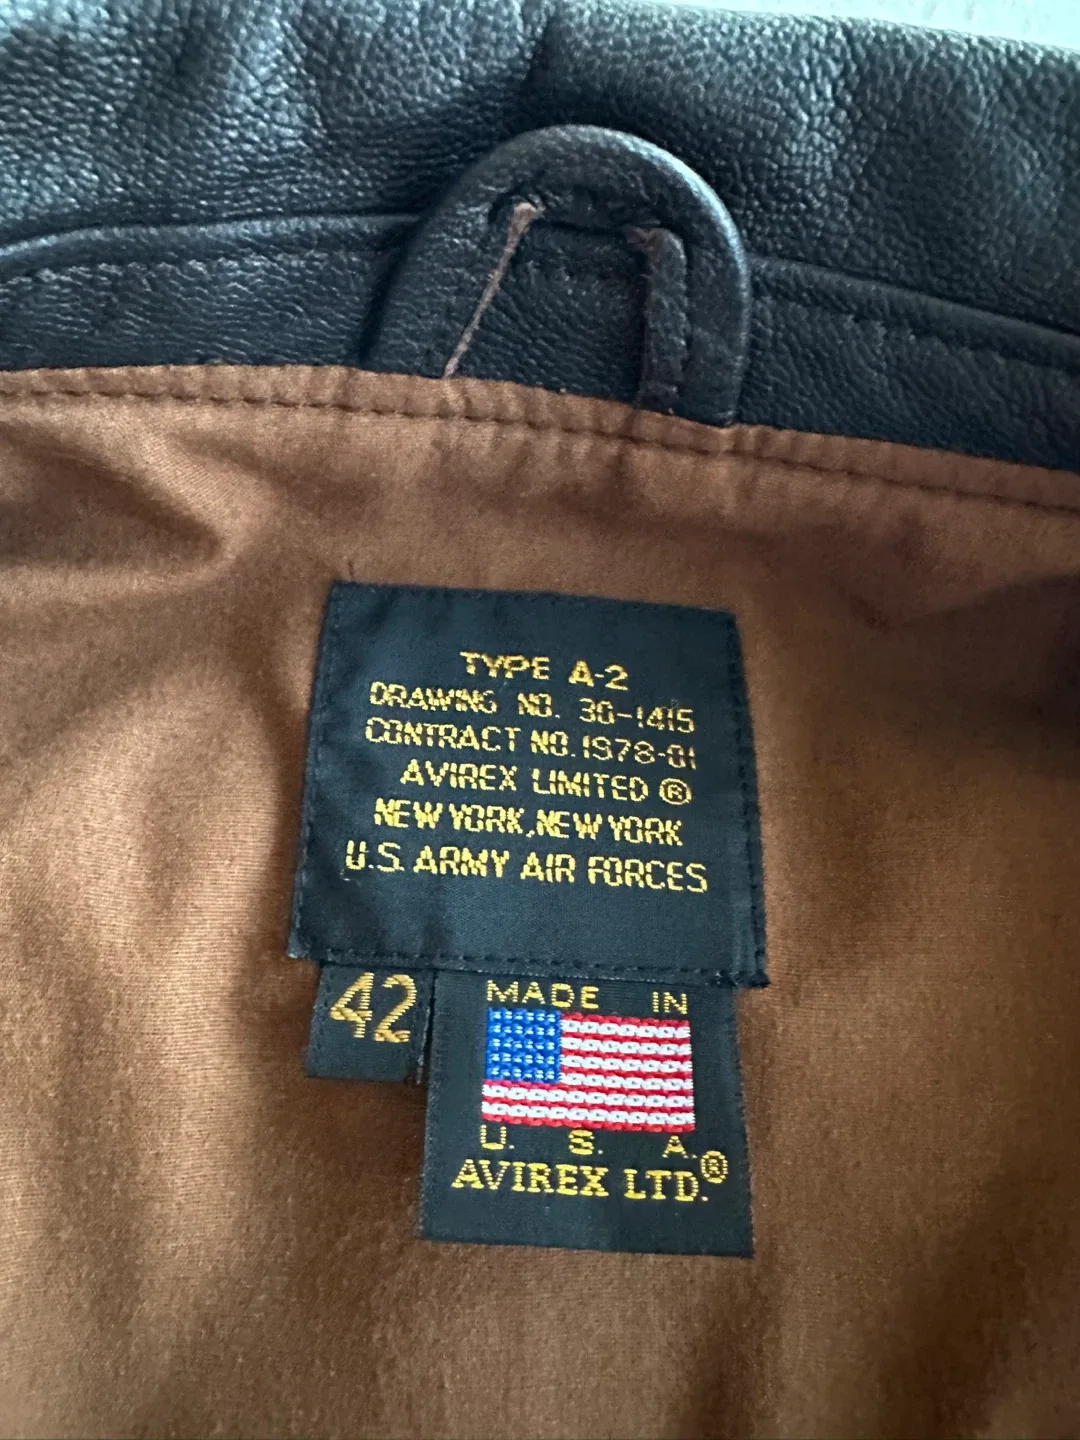 TYPE A-2
DRAWING NO. 30-1415
CONTRACT NO.1978-01
AVIREX LIMITED ®
NEW YORK, NEW YORK
U.S. ARMY AIR FORCES
42
MADE IN
U. S. A.
AVIREX LTD.®